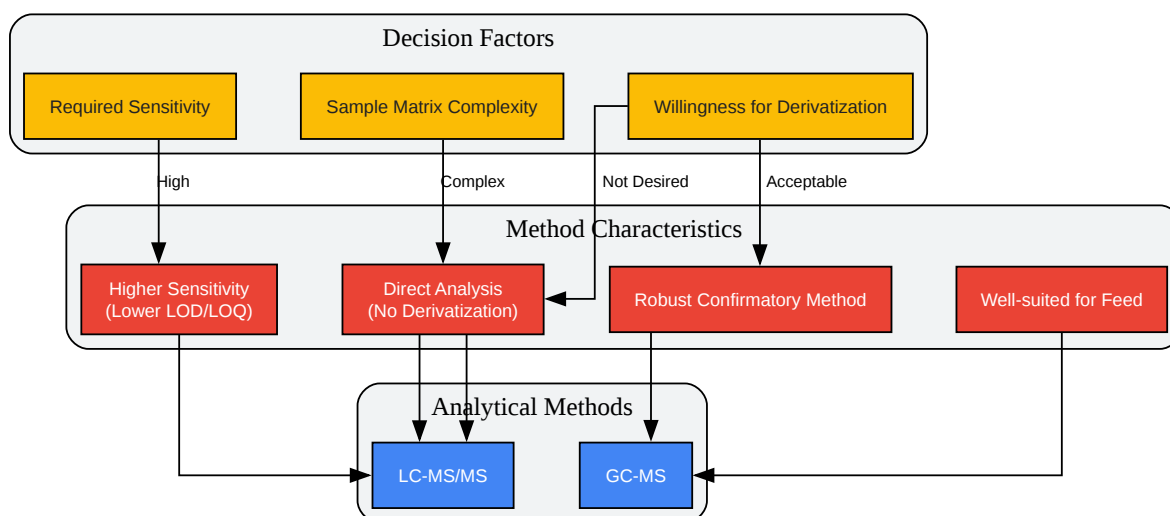 Decision Factors
Required Sensitivity
Sample Matrix Complexity
Willingness for Derivatization
High
Complex
Not Desired
Acceptable
Method Characteristics
Higher Sensitivity
(Lower LOD/LOQ)
Direct Analysis
(No Derivatization)
Robust Confirmatory Method
Well-suited for Feed
Analytical Methods
LC-MS/MS
GC-MS